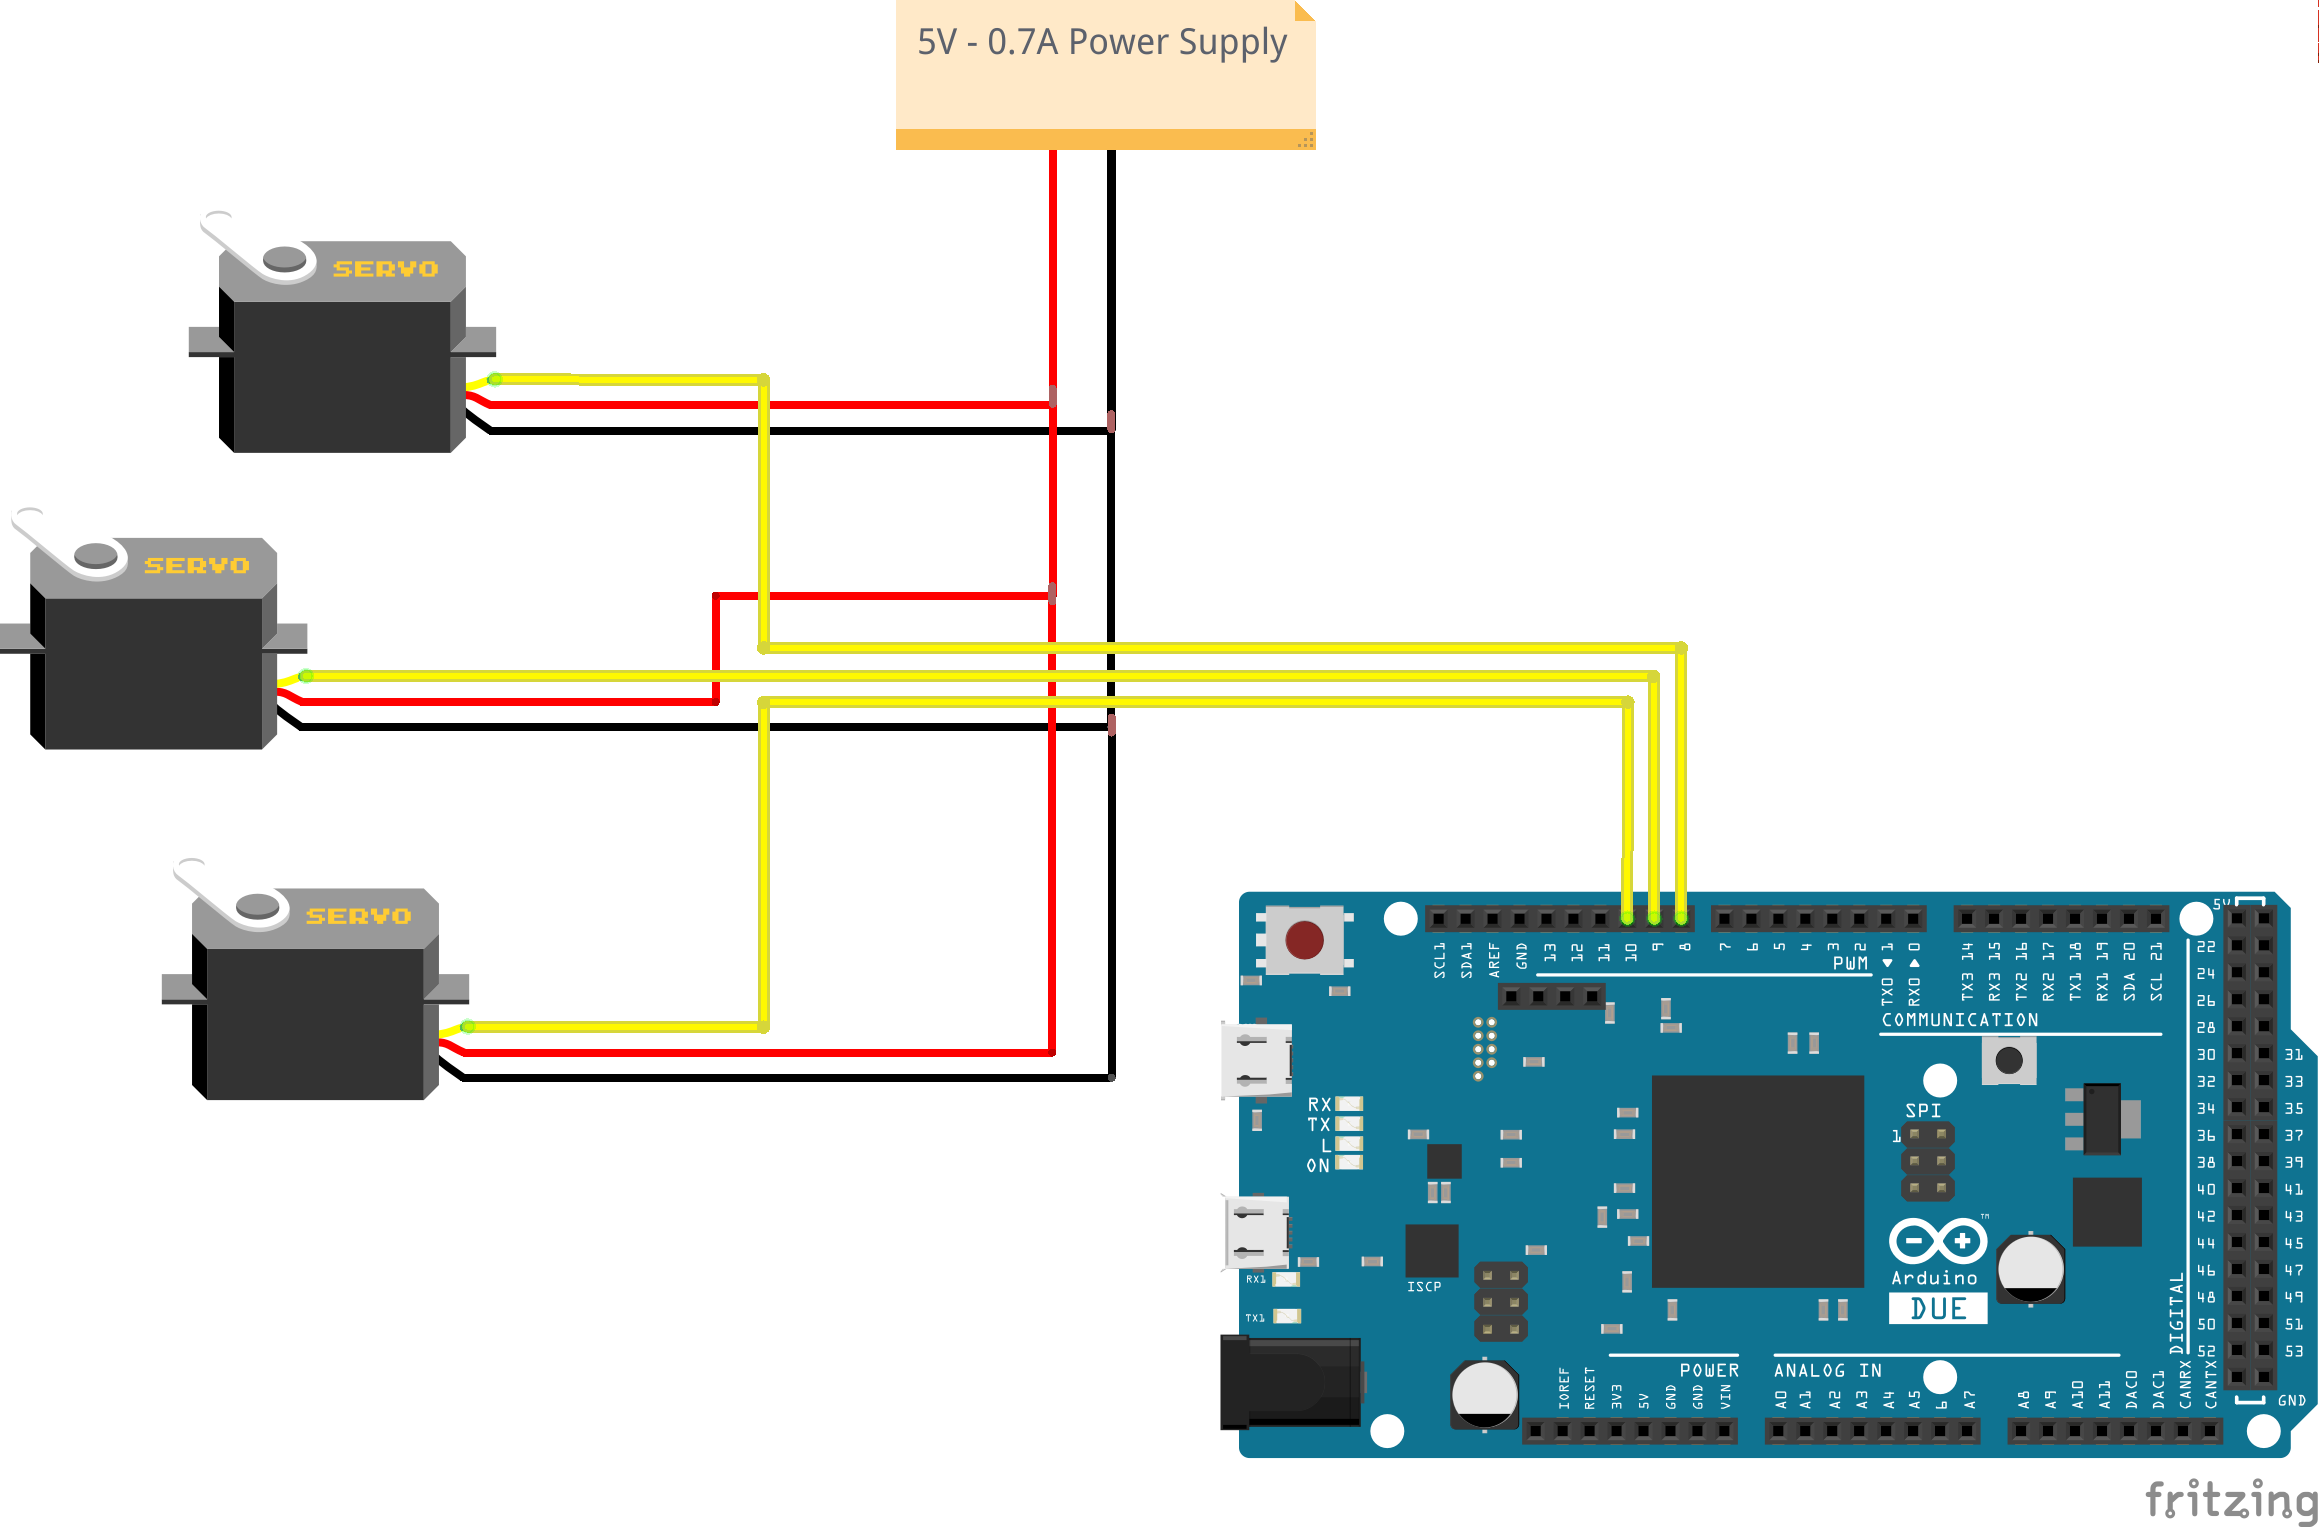 5V - 0.7A Power Supply
SERVO
SERVO
SERVO
SCL1 SDA1 AREF GND 13 12 11 10 9 8 7 6 5 4 3 2 TX0 1 RX0 0 TX3 14 RX3 15 TX2 16 RX2 17 TX1 18 RX1 19 SDA 20 SCL 21
5V
PWM
COMMUNICATION
22
24
26
28
30 31
32 33
34 35
36 37
38 39
40 41
42 43
44 45
46 47
48 49
50 51
52 53
GND
DIGITAL
RX
TX
L
ON
SPI
1
RX1
TX1
ISCP
TM
Arduino
DUE
POWER
ANALOG IN
IOREF RESET 3V3 5V GND GND VIN A0 A1 A2 A3 A4 A5 6 A7 A8 A9 A10 A11 DAC0 DAC1 CANRX CANTX
fritzing